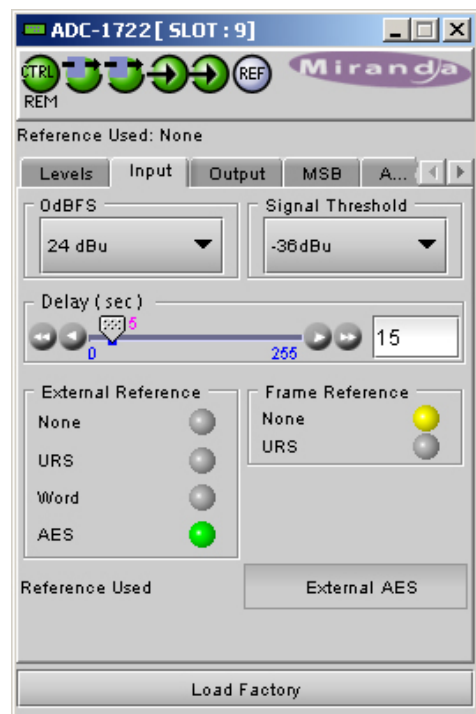 ADC-1722[ SLOT : 9]
CTRL REF Miranda
REM
Reference Used: None
Levels Input Output MSB A...
0dBFS Signal Threshold
24 dBu -36dBu
Delay ( sec )
5
0 255 15
External Reference Frame Reference
None None
URS URS
Word
AES
Reference Used External AES
Load Factory